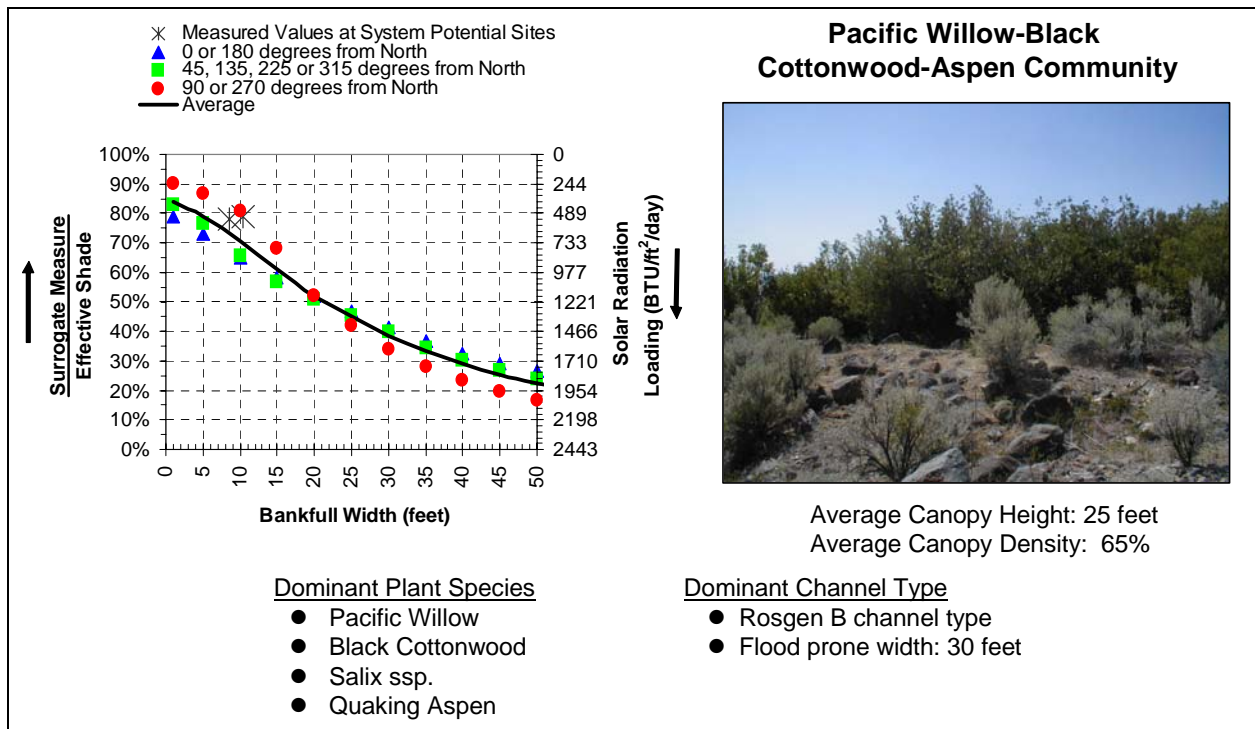 Measured Values at System Potential Sites
0 or 180 degrees from North
45, 135, 225 or 315 degrees from North
90 or 270 degrees from North
Average
Surrogate Measure
Effective Shade
100%
90%
80%
70%
60%
50%
40%
30%
20%
10%
0%
0
5
10
15
20
25
30
35
40
45
50
Bankfull Width (feet)
0
244
489
733
977
1221
1466
1710
1954
2198
2443
Solar Radiation
Loading (BTU/ft²/day)
Pacific Willow-Black
Cottonwood-Aspen Community
Average Canopy Height: 25 feet
Average Canopy Density: 65%
Dominant Plant Species
● Pacific Willow
● Black Cottonwood
● Salix ssp.
● Quaking Aspen
Dominant Channel Type
● Rosgen B channel type
● Flood prone width: 30 feet